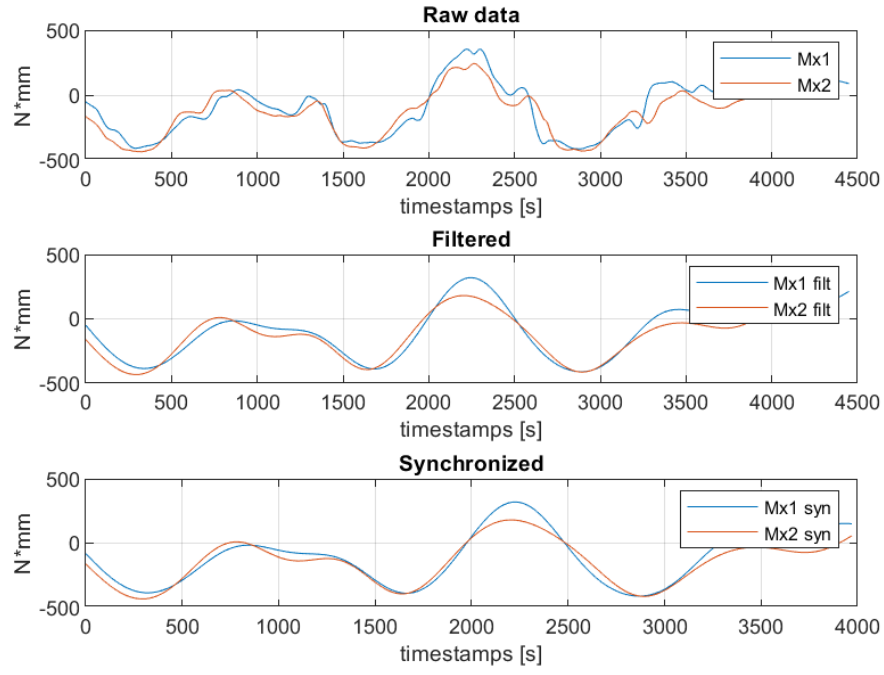 Raw data
500
0
-500
N*mm
Mx1
Mx2
0 500 1000 1500 2000 2500 3000 3500 4000 4500
timestamps [s]
Filtered
500
0
-500
N*mm
Mx1 filt
Mx2 filt
0 500 1000 1500 2000 2500 3000 3500 4000 4500
timestamps [s]
Synchronized
500
0
-500
N*mm
Mx1 syn
Mx2 syn
0 500 1000 1500 2000 2500 3000 3500 4000
timestamps [s]